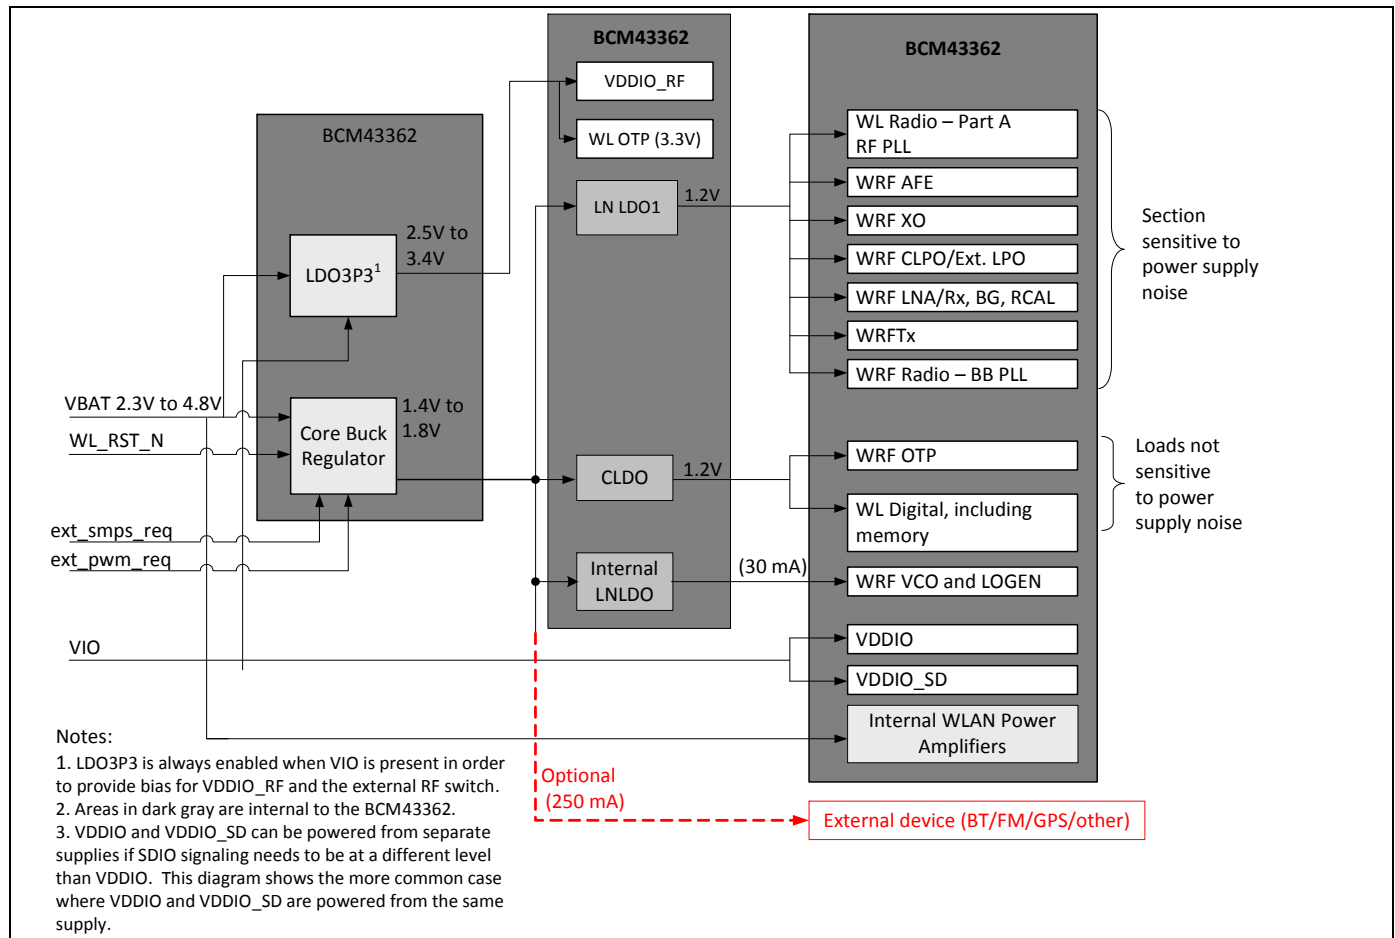 BCM43362
LDO3P31
2.5V to
3.4V
Core Buck
Regulator
1.4V to
1.8V
VBAT 2.3V to 4.8V
WL_RST_N
ext_smps_req
ext_pwm_req
VIO
BCM43362
VDDIO_RF
WL OTP (3.3V)
LN LDO1
1.2V
CLDO
1.2V
Internal
LNLDO
(30 mA)
BCM43362
WL Radio – Part A
RF PLL
WRF AFE
WRF XO
WRF CLPO/Ext. LPO
WRF LNA/Rx, BG, RCAL
WRFTx
WRF Radio – BB PLL
WRF OTP
WL Digital, including
memory
WRF VCO and LOGEN
VDDIO
VDDIO_SD
Internal WLAN Power
Amplifiers
Section
sensitive to
power supply
noise
Loads not
sensitive
to power
supply noise
Optional
(250 mA)
External device (BT/FM/GPS/other)
Notes:
1. LDO3P3 is always enabled when VIO is present in order
to provide bias for VDDIO_RF and the external RF switch.
2. Areas in dark gray are internal to the BCM43362.
3. VDDIO and VDDIO_SD can be powered from separate
supplies if SDIO signaling needs to be at a different level
than VDDIO. This diagram shows the more common case
where VDDIO and VDDIO_SD are powered from the same
supply.